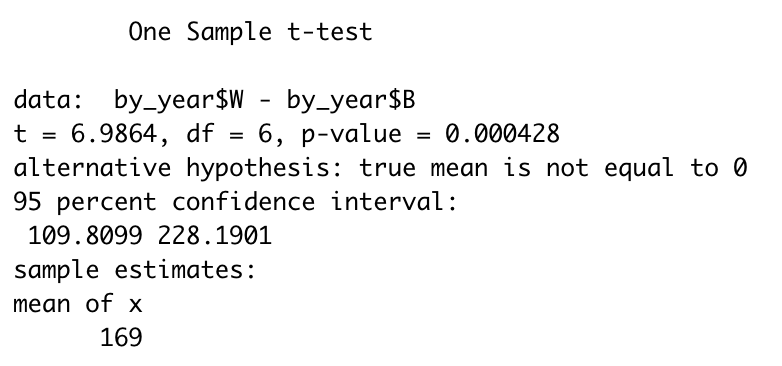 One Sample t-test
data:  by_year$W - by_year$B
t = 6.9864, df = 6, p-value = 0.000428
alternative hypothesis: true mean is not equal to 0
95 percent confidence interval:
109.8099 228.1901
sample estimates:
mean of x
169